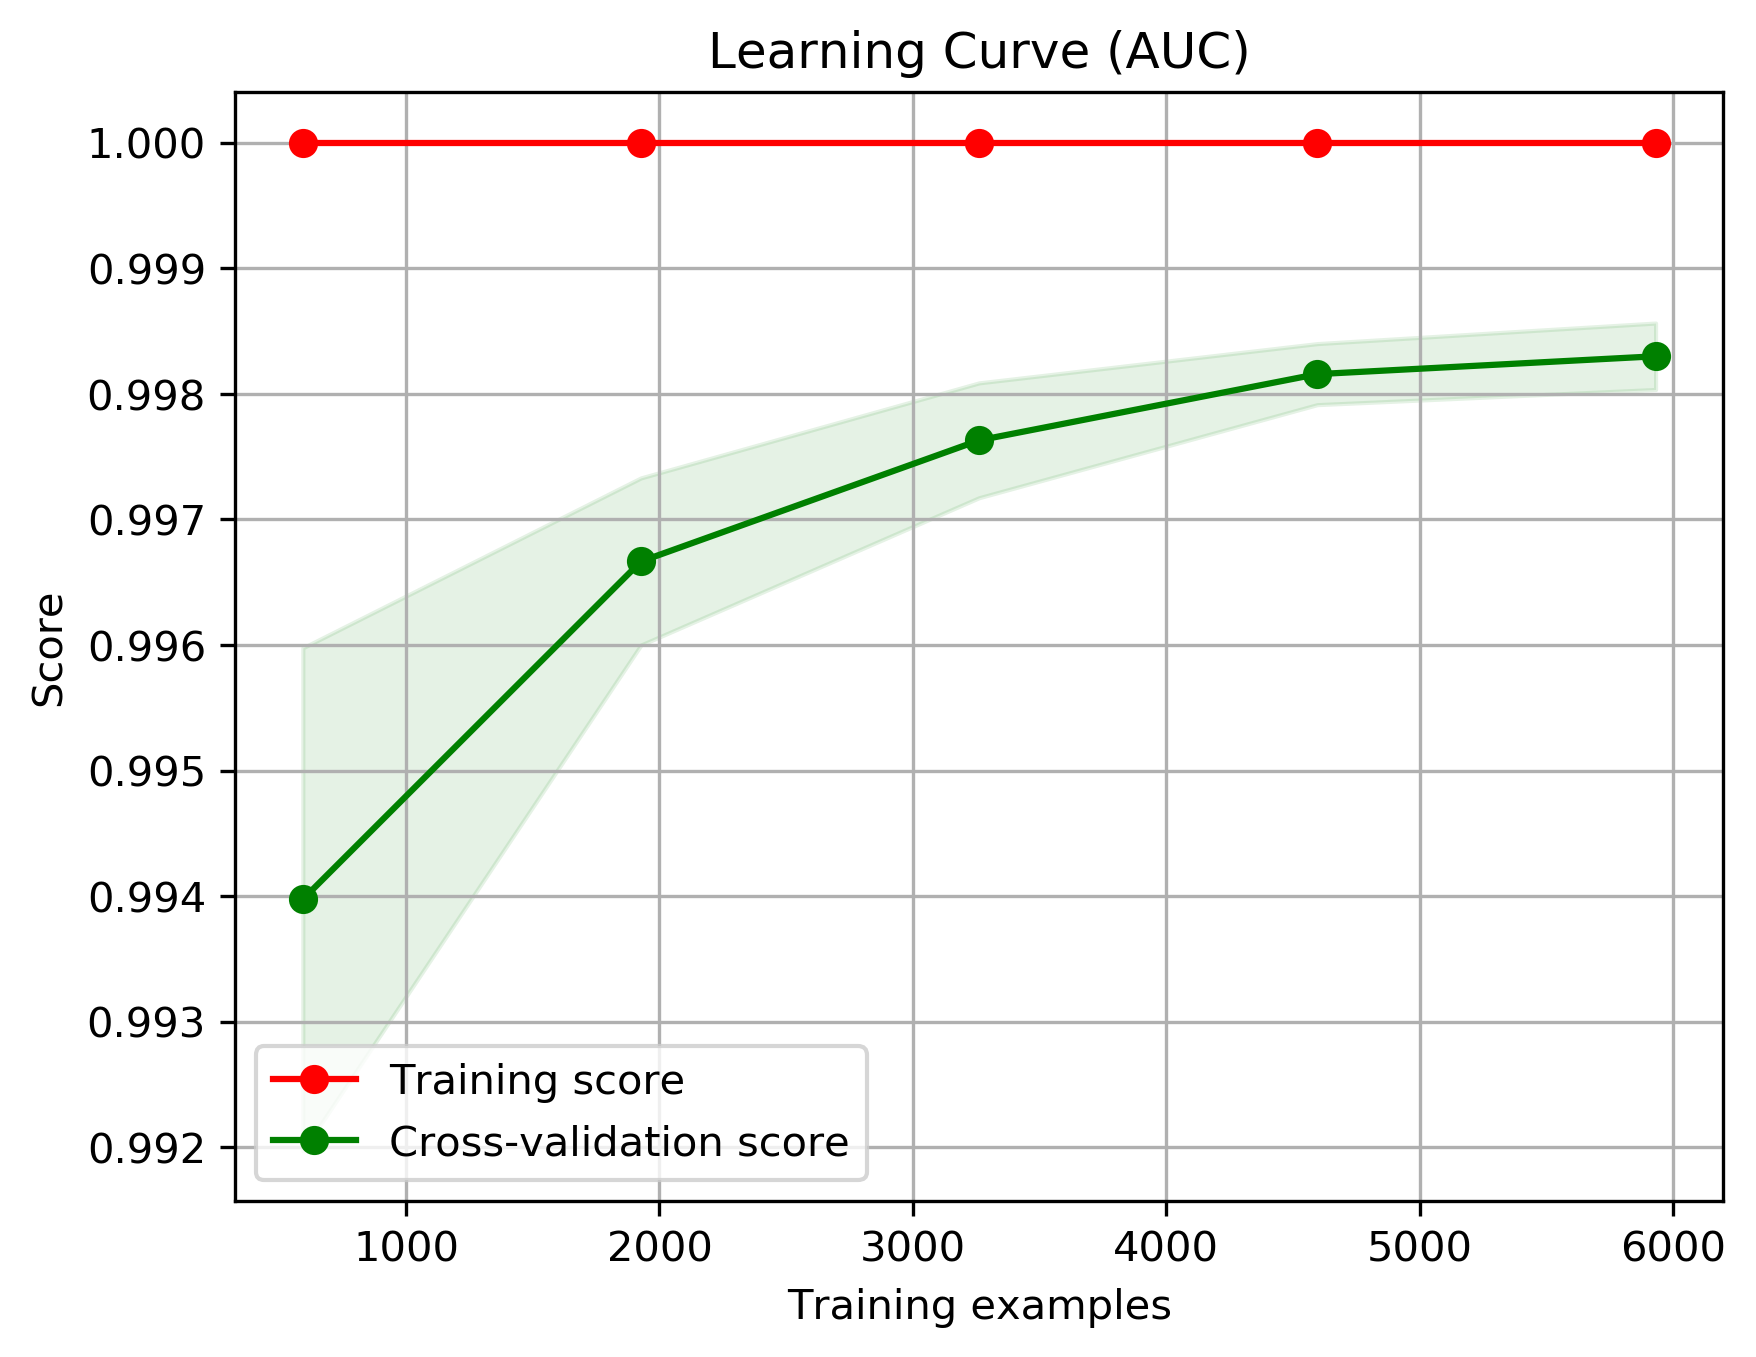 Learning Curve (AUC)
1.000
0.999
0.998
0.997
0.996
0.995
0.994
0.993
0.992
Score
Training score
Cross-validation score
1000 2000 3000 4000 5000 6000
Training examples